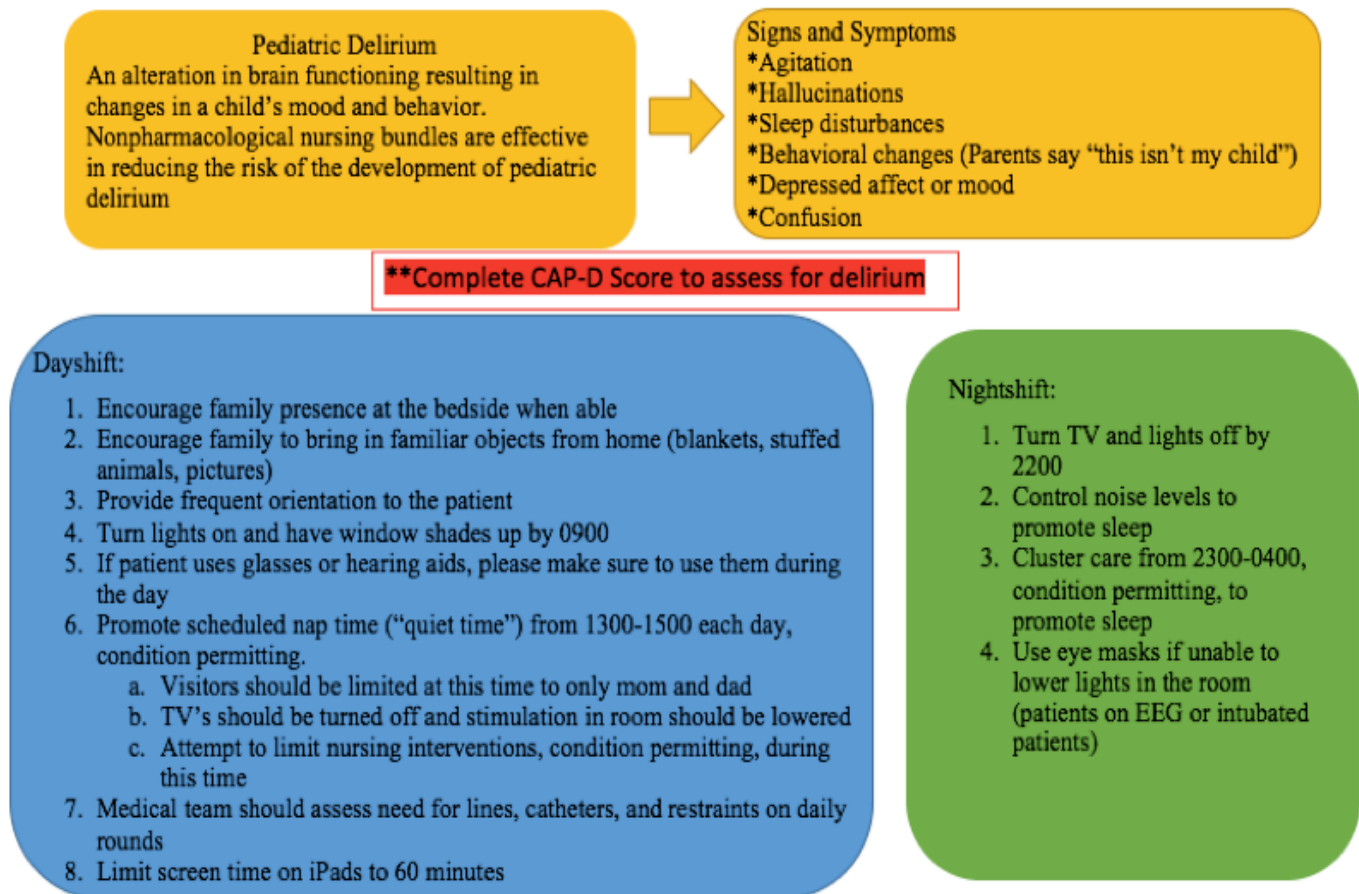 Pediatric Delirium
An alteration in brain functioning resulting in
changes in a child's mood and behavior.
Nonpharmacological nursing bundles are effective
in reducing the risk of the development of pediatric
delirium
Signs and Symptoms
*Agitation
*Hallucinations
*Sleep disturbances
*Behavioral changes (Parents say “this isn't my child”)
*Depressed affect or mood
*Confusion
**Complete CAP-D Score to assess for delirium
Dayshift:
1. Encourage family presence at the bedside when able
2. Encourage family to bring in familiar objects from home (blankets, stuffed
animals, pictures)
3. Provide frequent orientation to the patient
4. Turn lights on and have window shades up by 0900
5. If patient uses glasses or hearing aids, please make sure to use them during
the day
6. Promote scheduled nap time (“quiet time”) from 1300-1500 each day,
condition permitting.
a. Visitors should be limited at this time to only mom and dad
b. TV's should be turned off and stimulation in room should be lowered
c. Attempt to limit nursing interventions, condition permitting, during
this time
7. Medical team should assess need for lines, catheters, and restraints on daily
rounds
8. Limit screen time on iPads to 60 minutes
Nightshift:
1. Turn TV and lights off by
2200
2. Control noise levels to
promote sleep
3. Cluster care from 2300-0400,
condition permitting, to
promote sleep
4. Use eye masks if unable to
lower lights in the room
(patients on EEG or intubated
patients)